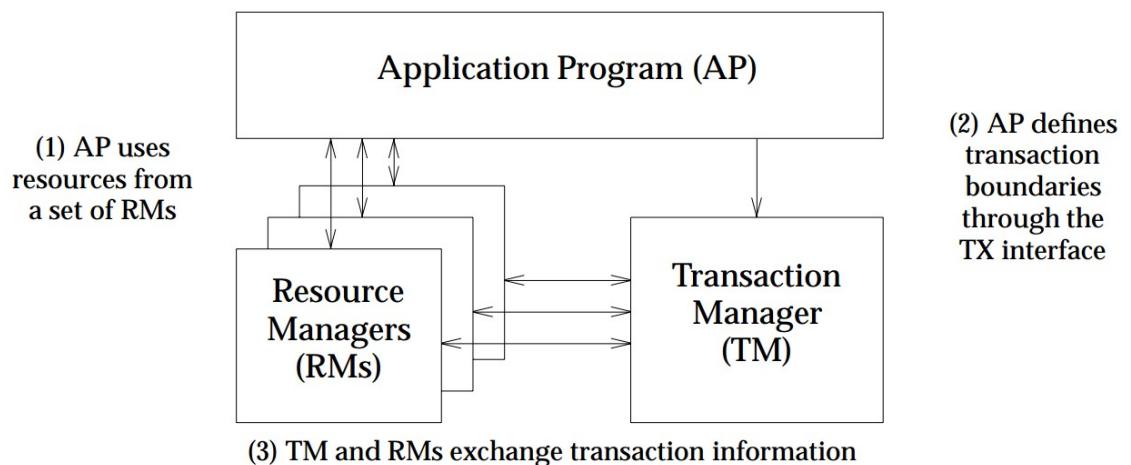 Application Program (AP)
(1) AP uses
resources from
a set of RMs
(2) AP defines
transaction
boundaries
through the
TX interface
Resource
Managers
(RMs)
Transaction
Manager
(TM)
(3) TM and RMs exchange transaction information